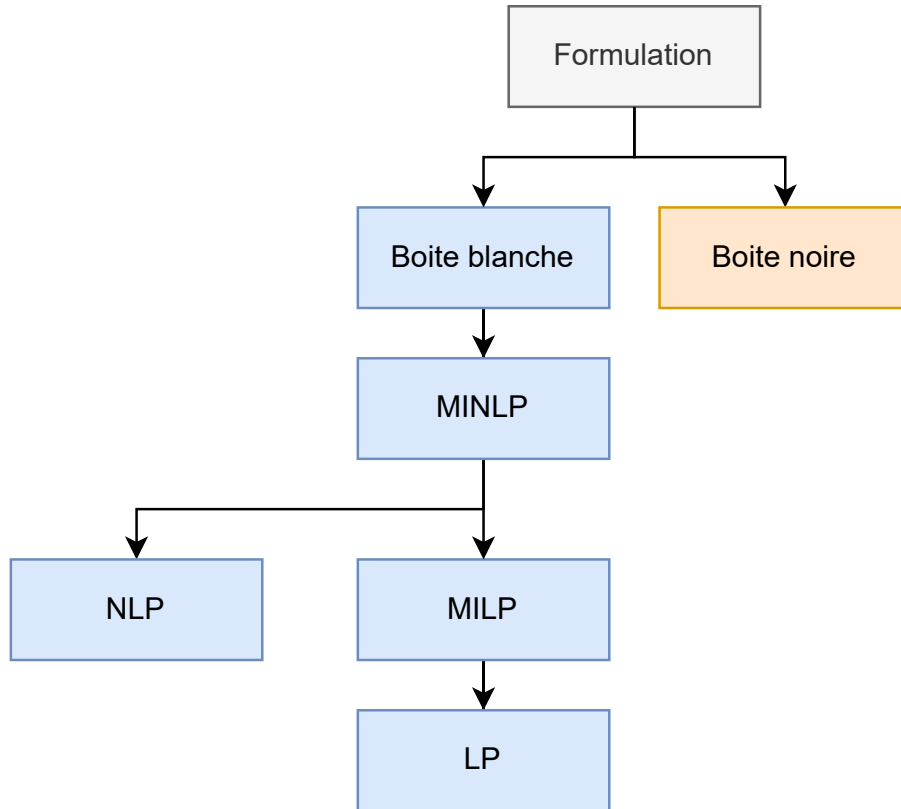 Formulation
Boite blanche
Boite noire
MINLP
NLP
MILP
LP